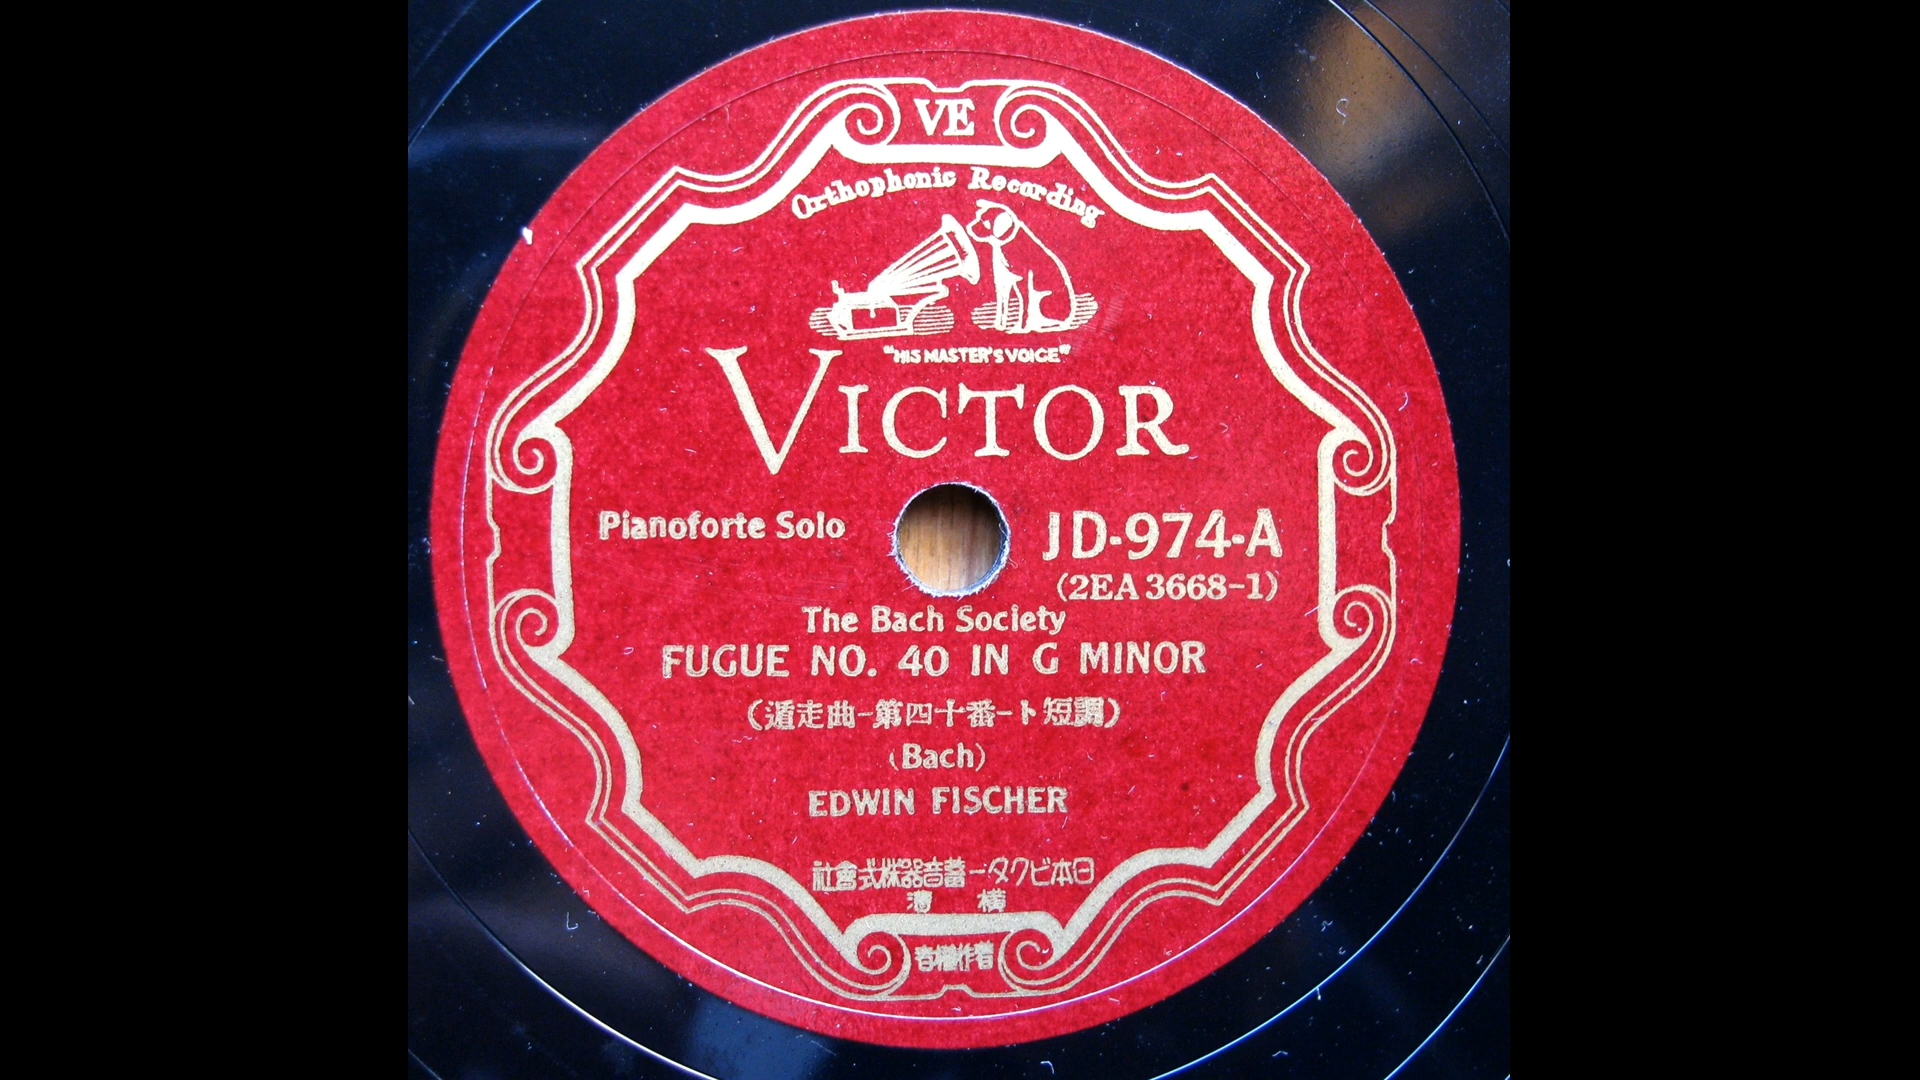 VE
Orthophonic Recording
"HIS MASTER'S VOICE"
VICTOR
Pianoforte Solo
JD-974-A
(2EA 3668-1)
The Bach Society
FUGUE NO. 40 IN G MINOR
(遁走曲-第四十番-ト短調)
(Bach)
EDWIN FISCHER
社會式株器音蓄ータクビ本日
濱 横
者權作著